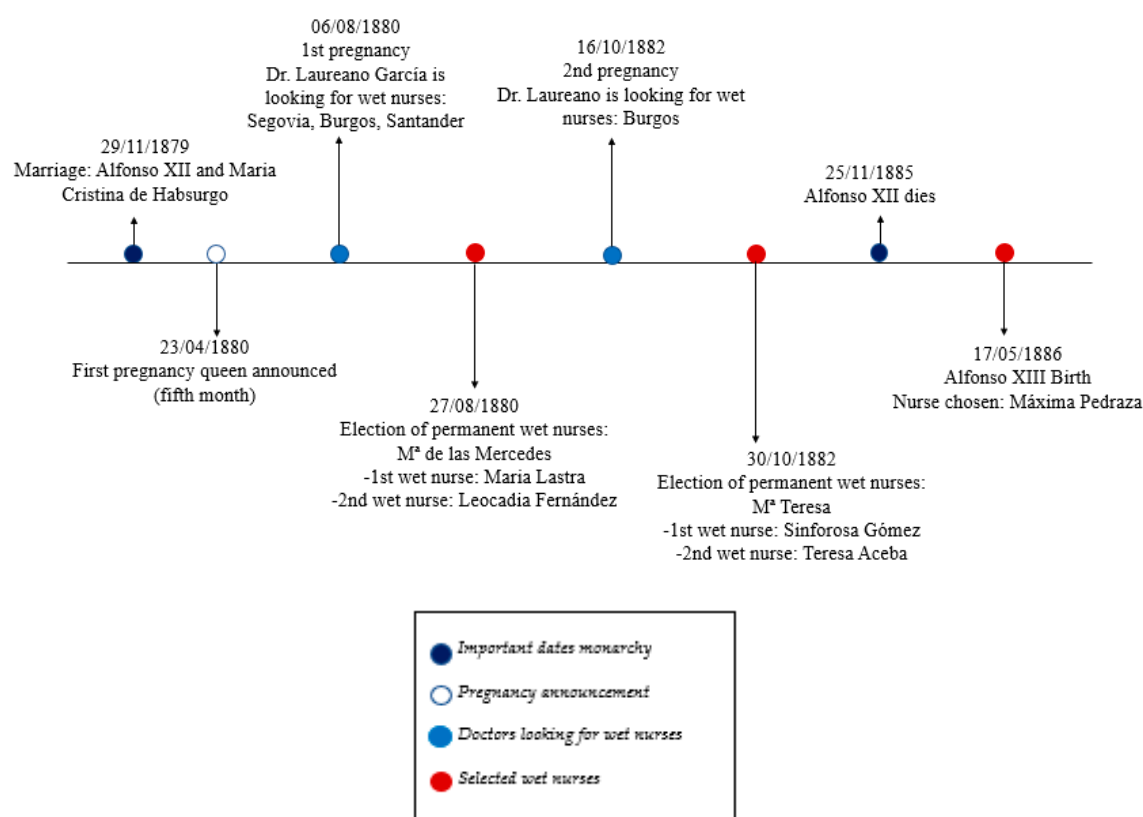 06/08/1880
1st pregnancy
Dr. Laureano García is
looking for wet nurses:
Segovia, Burgos, Santander
16/10/1882
2nd pregnancy
Dr. Laureano is looking for wet
nurses: Burgos
29/11/1879
Marriage: Alfonso XII and Maria
Cristina de Habsurgo
25/11/1885
Alfonso XII dies
23/04/1880
First pregnancy queen announced
(fifth month)
27/08/1880
Election of permanent wet nurses:
Mª de las Mercedes
-1st wet nurse: Maria Lastra
-2nd wet nurse: Leocadia Fernández
30/10/1882
Election of permanent wet nurses:
Mª Teresa
-1st wet nurse: Sinforosa Gómez
-2nd wet nurse: Teresa Aceba
17/05/1886
Alfonso XIII Birth
Nurse chosen: Máxima Pedraza
Important dates monarchy
Pregnancy announcement
Doctors looking for wet nurses
Selected wet nurses